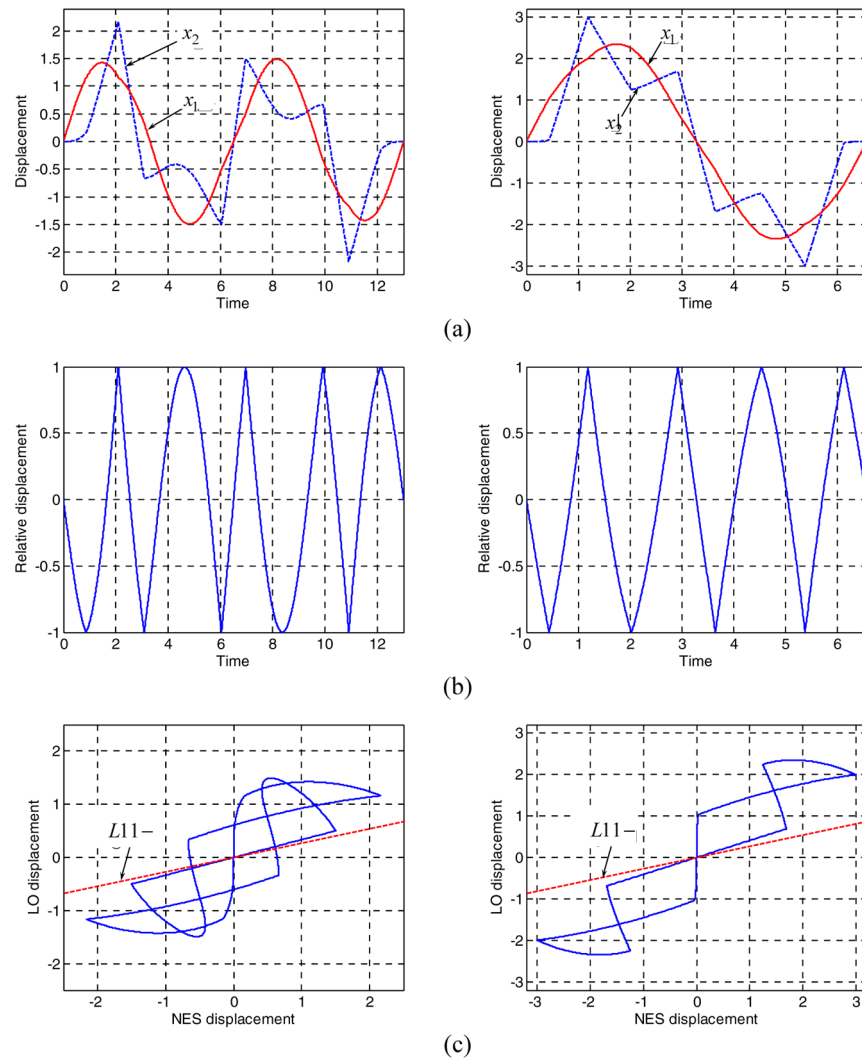 x2
x1
2
1.5
1
0.5
0
-0.5
-1
-1.5
-2
Displacement
0 2 4 6 8 10 12
Time
x1
x2
3
2
1
0
-1
-2
-3
Displacement
0 1 2 3 4 5 6
Time
(a)
1
0.5
0
-0.5
-1
Relative displacement
0 2 4 6 8 10 12
Time
1
0.5
0
-0.5
-1
Relative displacement
0 1 2 3 4 5 6
Time
(b)
L11−
2
1
0
-1
-2
LO displacement
-2 -1 0 1 2
NES displacement
L11−
3
2
1
0
-1
-2
-3
LO displacement
-3 -2 -1 0 1 2 3
NES displacement
(c)